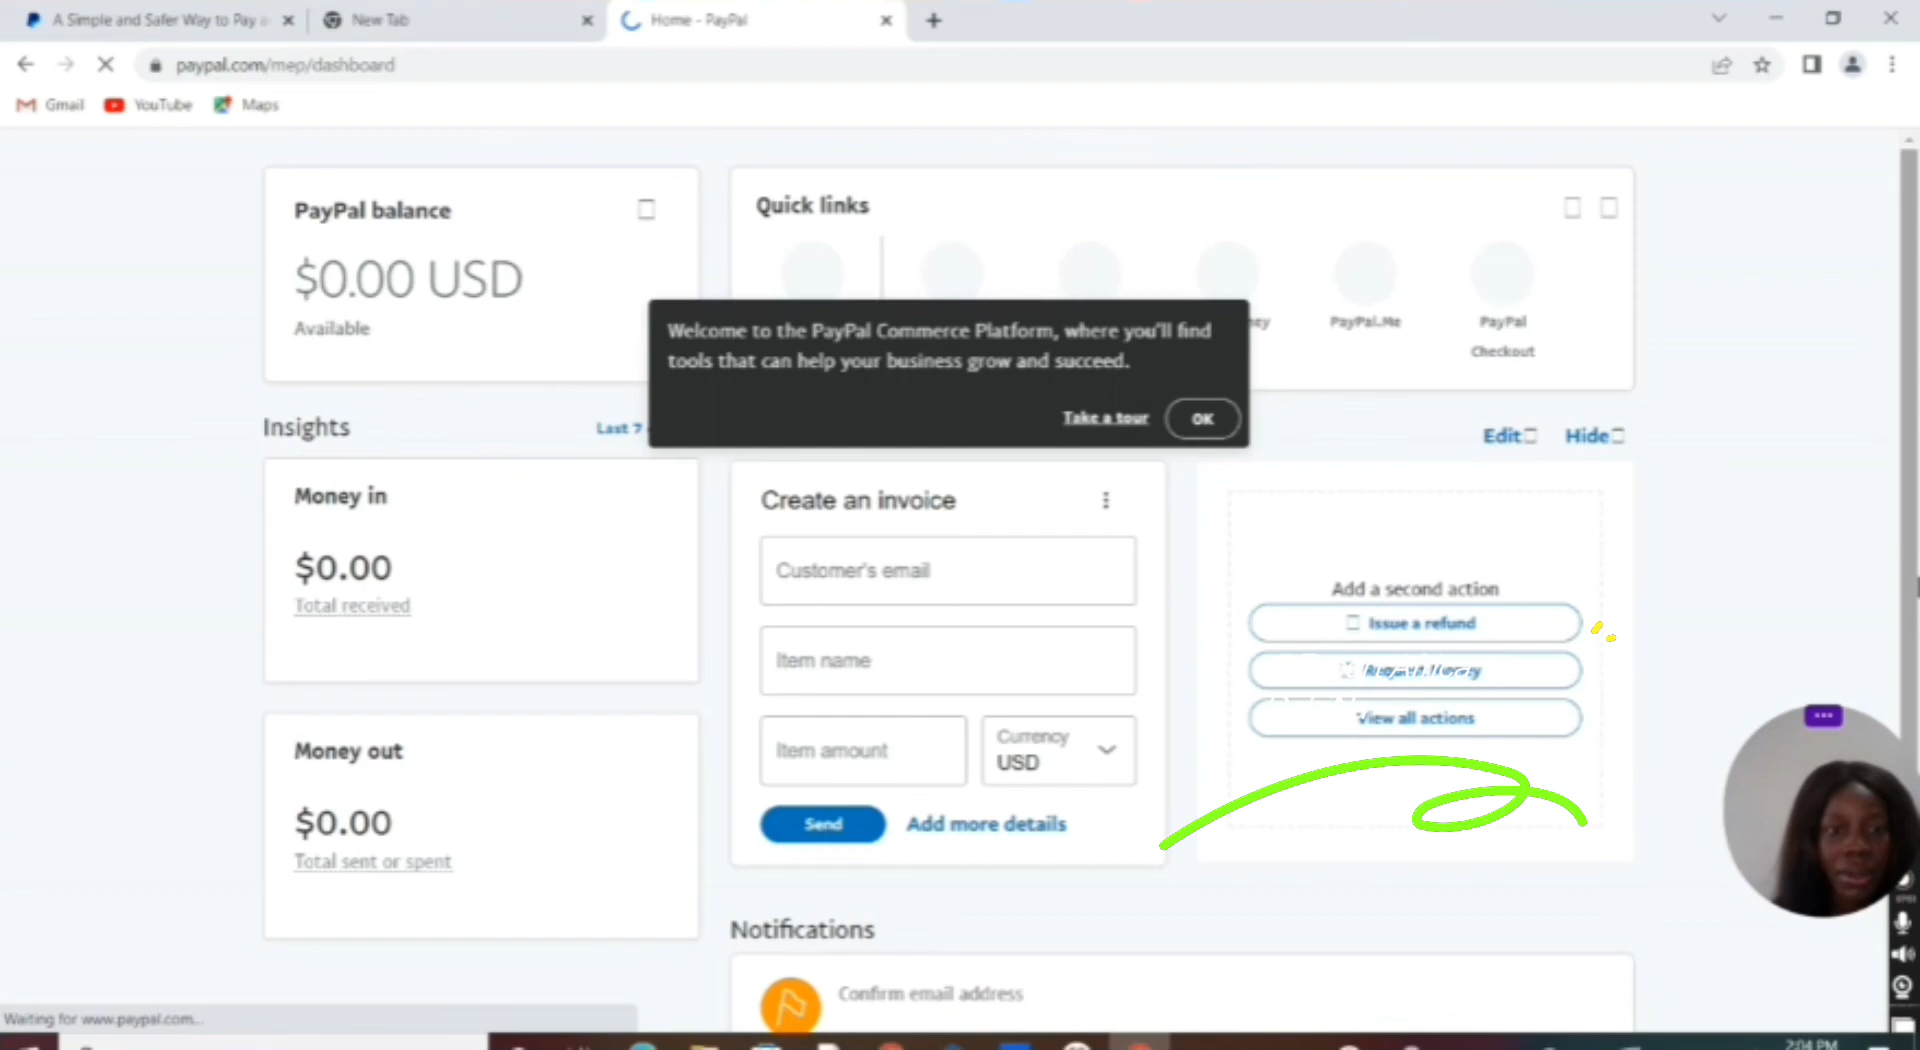 A Simple and Safer Way to Pay a
New Tab
Home - PayPal
paypal.com/mep/dashboard
Gmail
YouTube
Maps
PayPal balance
$0.00 USD
Available
Quick links
PayPal.Me
PayPal
Checkout
Welcome to the PayPal Commerce Platform, where you'll find
tools that can help your business grow and succeed.
Take a tour
OK
Insights
Last 7
Edit
Hide
Money in
$0.00
Total received
Create an invoice
Customer's email
Item name
Item amount
Currency
USD
Send
Add more details
Add a second action
Issue a refund
View all actions
Money out
$0.00
Total sent or spent
Notifications
Confirm email address
Waiting for www.paypal.com...
2:04 PM